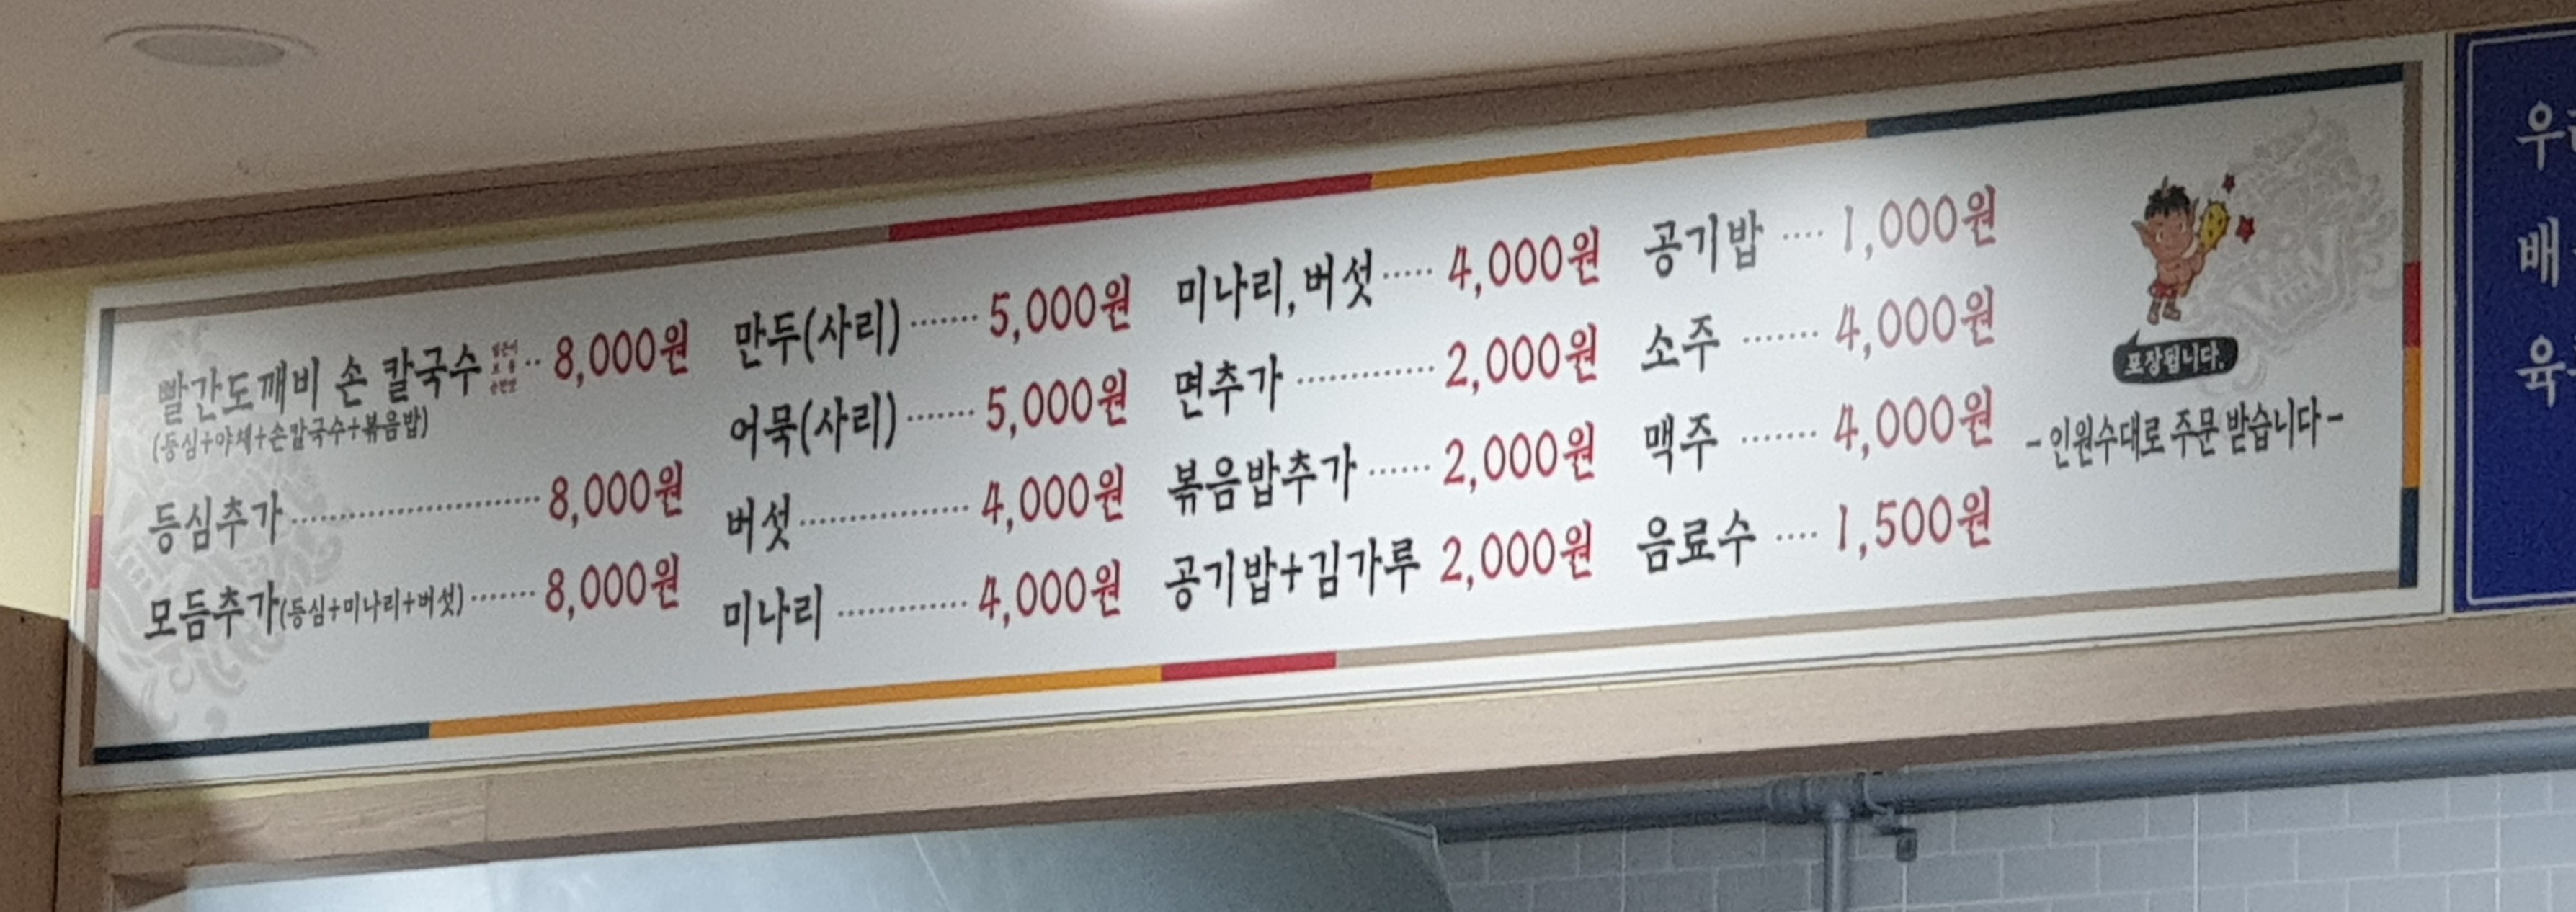 빨간도깨비 손 칼국수 ·· 8,000원
(등심+야채+손칼국수+볶음밥)
등심추가 ····· 8,000원
모듬추가(등심+미나리+버섯) ······· 8,000원
만두(사리) ······· 5,000원
어묵(사리) ······· 5,000원
버섯 ····· 4,000원
미나리 ····· 4,000원
미나리, 버섯 ····· 4,000원
면추가 ····· 2,000원
볶음밥추가 ······ 2,000원
공기밥+김가루 2,000원
공기밥 ···· 1,000원
소주 ······· 4,000원
맥주 ······· 4,000원
음료수 ···· 1,500원
포장됩니다.
- 인원수대로 주문 받습니다 -
배